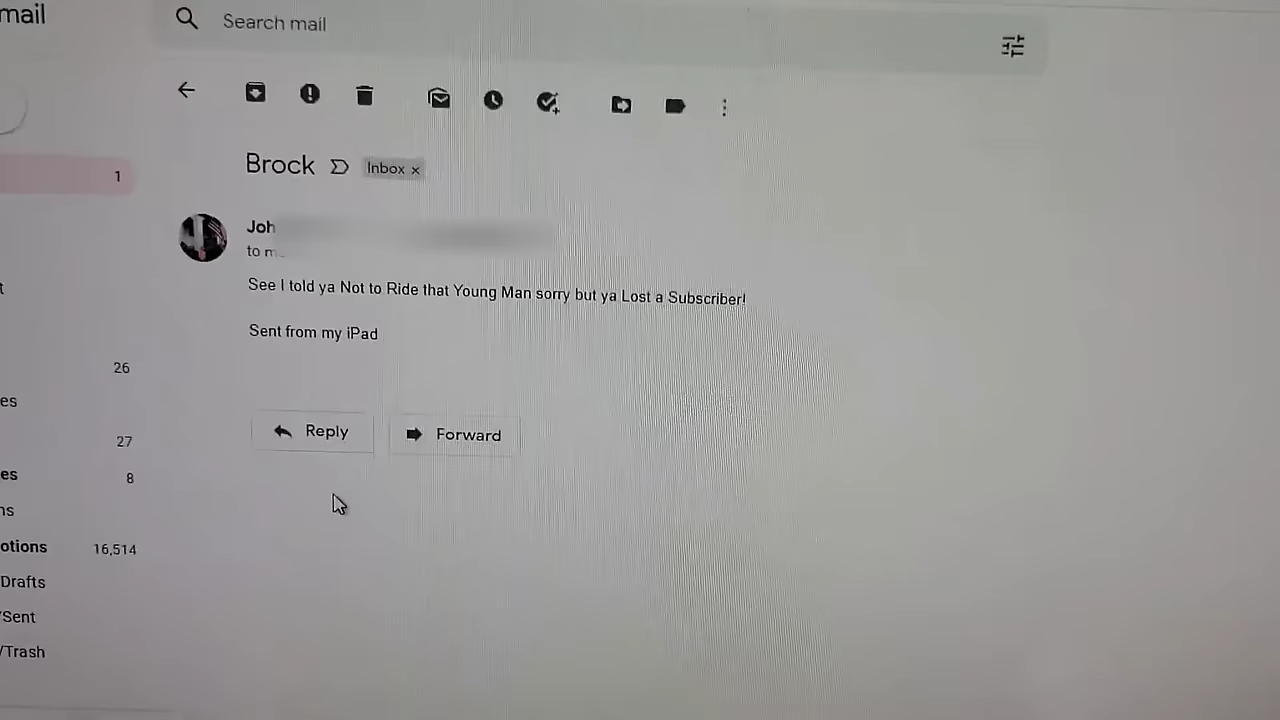 mail
Search mail
1
Brock
Inbox ×
Joh
to m
See I told ya Not to Ride that Young Man sorry but ya Lost a Subscriber!
Sent from my iPad
Reply
Forward
t
26
es
27
es
8
ns
otions
16,514
Drafts
/Sent
/Trash